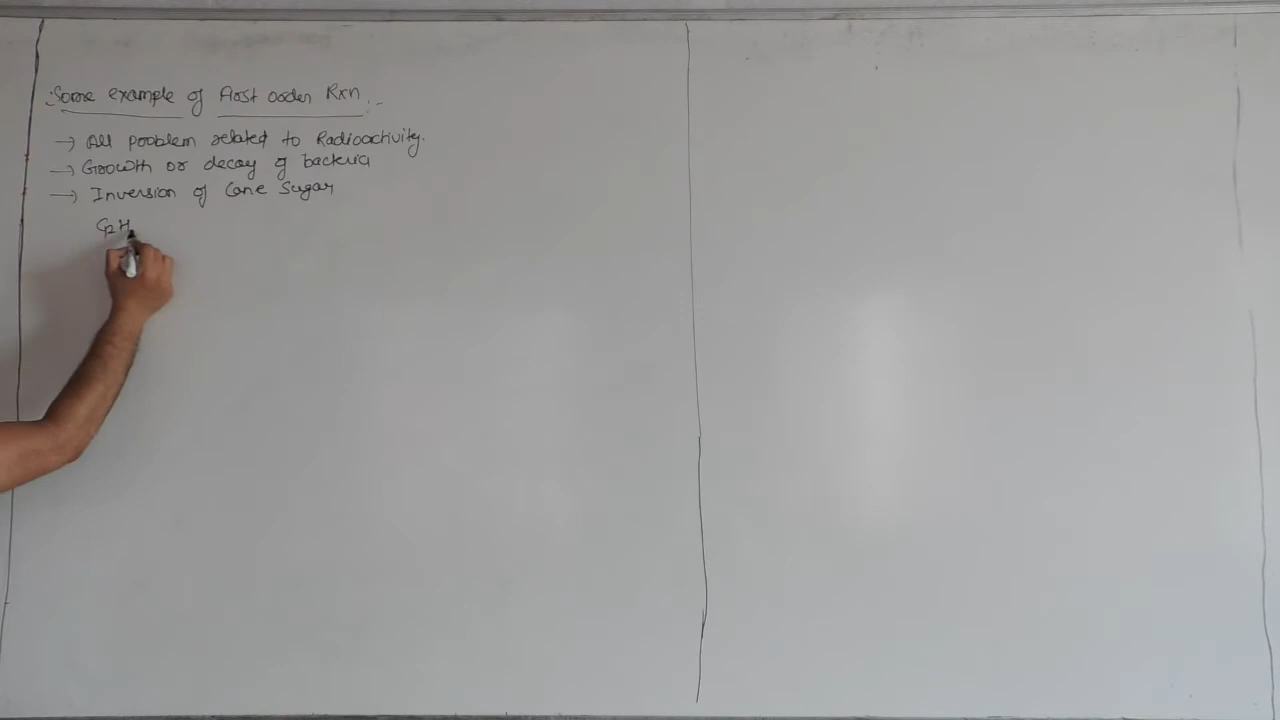 Some example of First order Rxn
→ All problem related to Radioactivity.
→ Growth or decay of bacteria
→ Inversion of Cane Sugar
C12 H